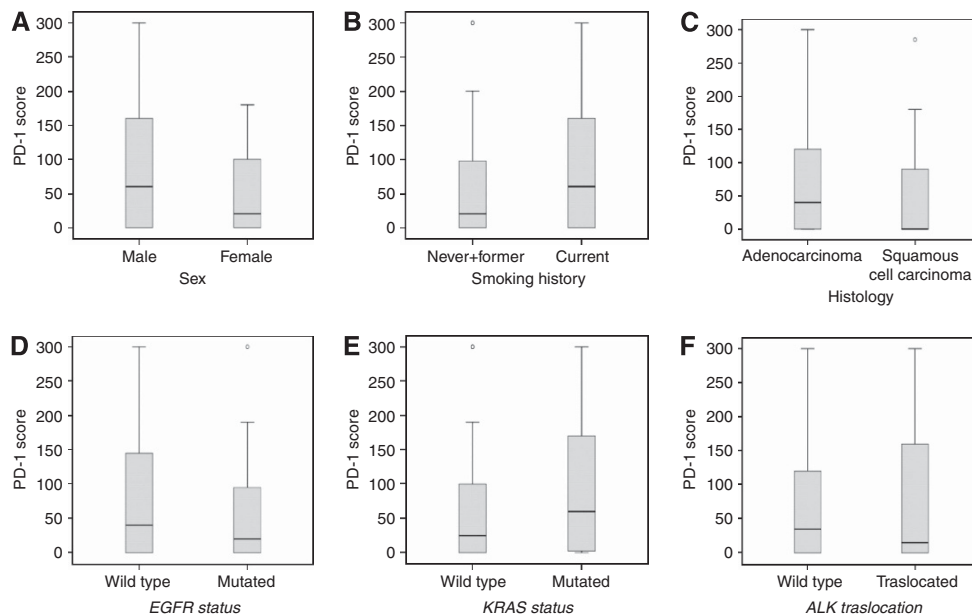 A
PD-1 score
300
250
200
150
100
50
0
Male
Female
Sex
B
PD-1 score
300
250
200
150
100
50
0
Never+former
Current
Smoking history
C
PD-1 score
300
250
200
150
100
50
0
Adenocarcinoma
Squamous
cell carcinoma
Histology
D
PD-1 score
300
250
200
150
100
50
0
Wild type
Mutated
EGFR status
E
PD-1 score
300
250
200
150
100
50
0
Wild type
Mutated
KRAS status
F
PD-1 score
300
250
200
150
100
50
0
Wild type
Traslocated
ALK traslocation